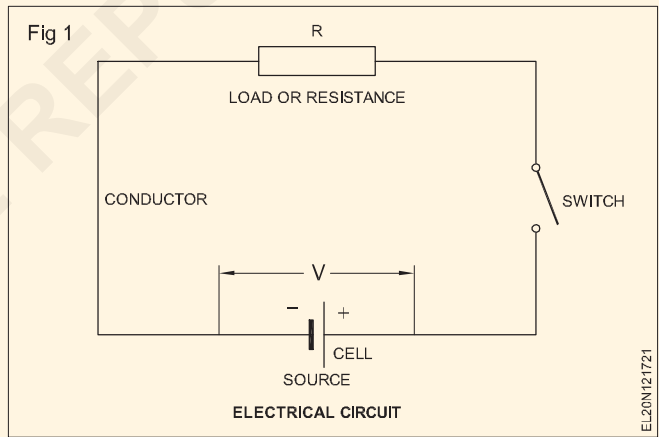 Fig 1
R
LOAD OR RESISTANCE
CONDUCTOR
SWITCH
V
− +
CELL
SOURCE
ELECTRICAL CIRCUIT
EL20N121721